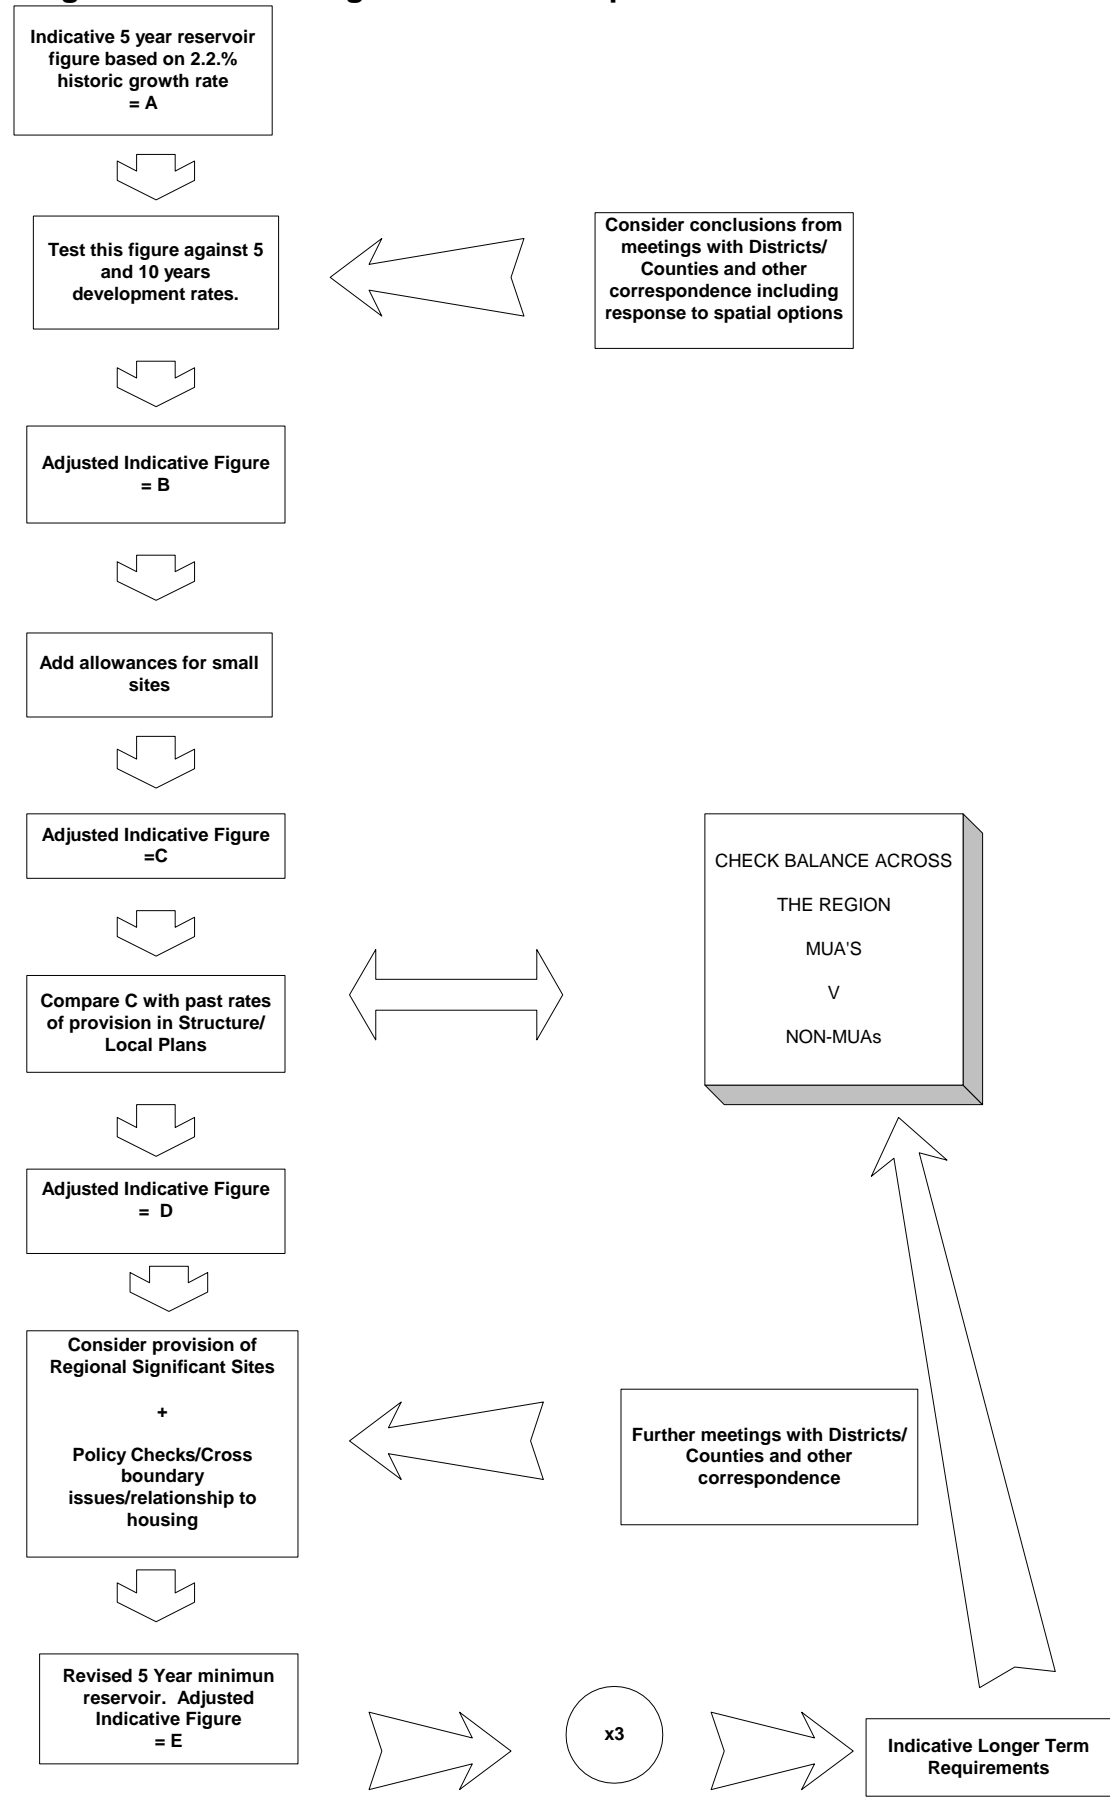 Indicative 5 year reservoir
figure based on 2.2.%
historic growth rate
= A
Test this figure against 5
and 10 years
development rates.
Consider conclusions from
meetings with Districts/
Counties and other
correspondence including
response to spatial options
Adjusted Indicative Figure
= B
Add allowances for small
sites
Adjusted Indicative Figure
=C
CHECK BALANCE ACROSS
THE REGION
MUA'S
V
NON-MUAs
Compare C with past rates
of provision in Structure/
Local Plans
Adjusted Indicative Figure
= D
Consider provision of
Regional Significant Sites
+
Policy Checks/Cross
boundary
issues/relationship to
housing
Further meetings with Districts/
Counties and other
correspondence
Revised 5 Year minimun
reservoir. Adjusted
Indicative Figure
= E
x3
Indicative Longer Term
Requirements